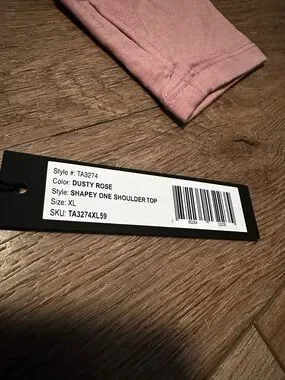 Style #: TA3274
Color: DUSTY ROSE
Style: SHAPEY ONE SHOULDER TOP
Size: XL
SKU: TA3274XL59